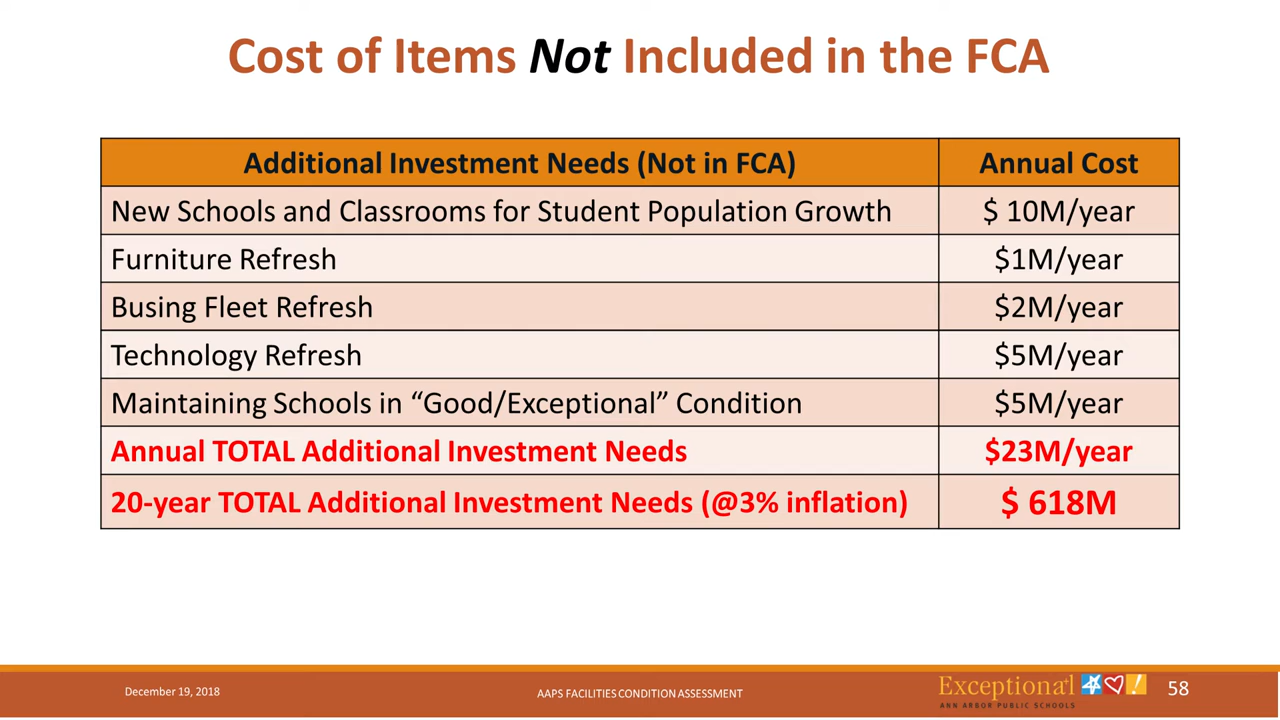 Cost of Items Not Included in the FCA
Additional Investment Needs (Not in FCA) Annual Cost
New Schools and Classrooms for Student Population Growth $ 10M/year
Furniture Refresh $1M/year
Busing Fleet Refresh $2M/year
Technology Refresh $5M/year
Maintaining Schools in “Good/Exceptional” Condition $5M/year
Annual TOTAL Additional Investment Needs $23M/year
20-year TOTAL Additional Investment Needs (@3% inflation) $ 618M
December 19, 2018 AAPS FACILITIES CONDITION ASSESSMENT Exceptional 58
ANN ARBOR PUBLIC SCHOOLS